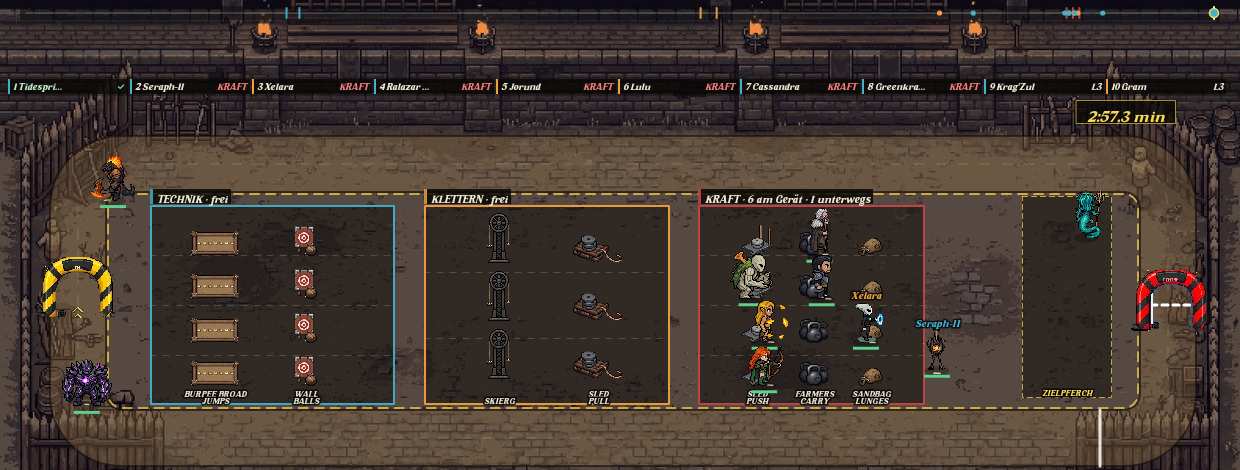 1 Tidespri... ✓ 2 Seraph-II KRAFT 3 Xelara KRAFT 4 Ralazar ... KRAFT 5 Jorund KRAFT 6 Lulu KRAFT 7 Cassandra KRAFT 8 Greenkra... KRAFT 9 Krag'Zul L3 10 Gram L3
2:57.3 min
TECHNIK · frei
KLETTERN · frei
KRAFT · 6 am Gerät · 1 unterwegs
Xelara
Seraph-II
BURPEE BROAD JUMPS
WALL BALLS
SKIERG
SLED PULL
SLED PUSH
FARMERS CARRY
SANDBAG LUNGES
ZIELPFERCH